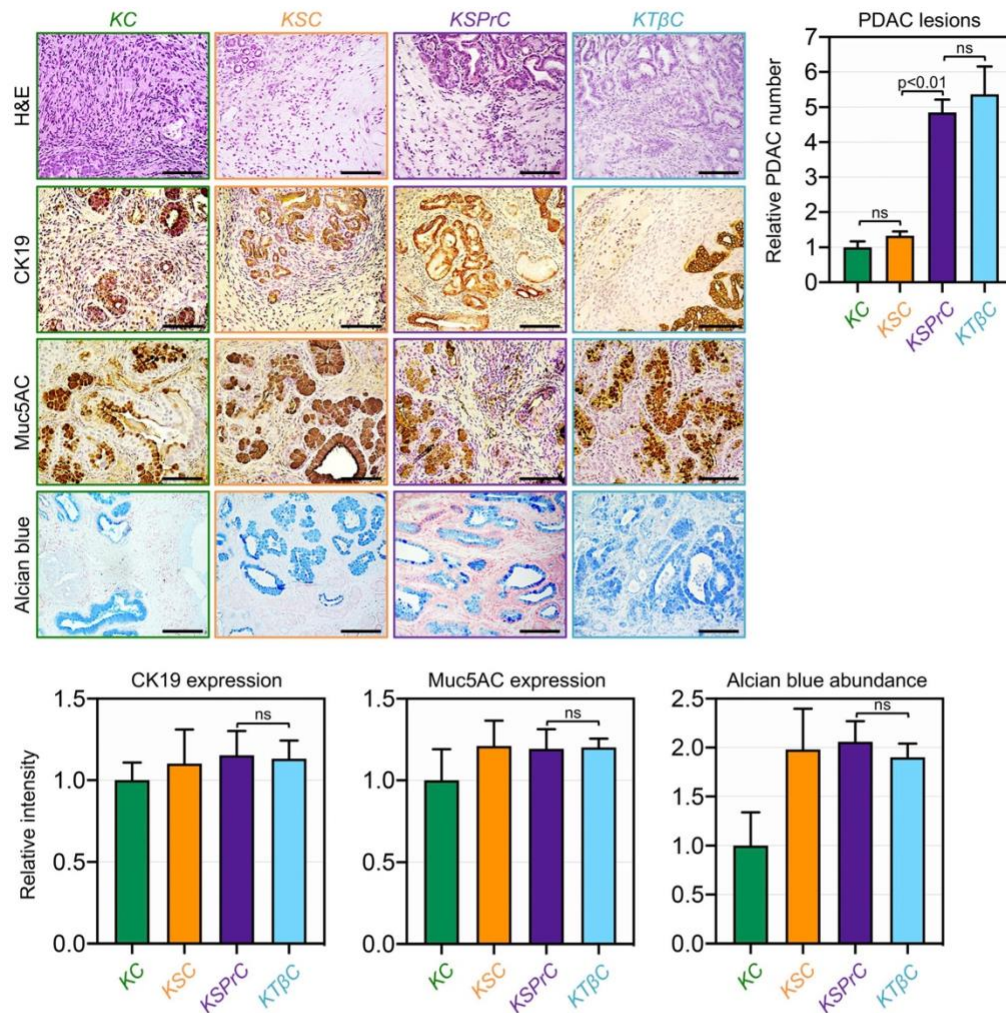 KC KSC KSPrC KTβC
H&E
CK19
Muc5AC
Alcian blue
PDAC lesions
Relative PDAC number
7
6
5
4
3
2
1
0
ns
p<0.01
ns
KC KSC KSPrC KTβC
CK19 expression
Relative intensity
1.5
1.0
0.5
0.0
ns
KC KSC KSPrC KTβC
Muc5AC expression
1.5
1.0
0.5
0.0
ns
KC KSC KSPrC KTβC
Alcian blue abundance
2.5
2.0
1.5
1.0
0.5
0.0
ns
KC KSC KSPrC KTβC